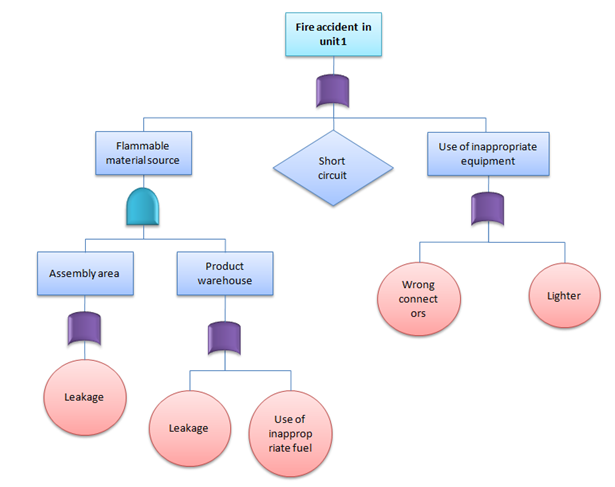 Fire accident in
unit 1
Flammable
material source
Short
circuit
Use of inappropriate
equipment
Assembly area
Product
warehouse
Wrong
connect
ors
Lighter
Leakage
Leakage
Use of
inapprop
riate fuel